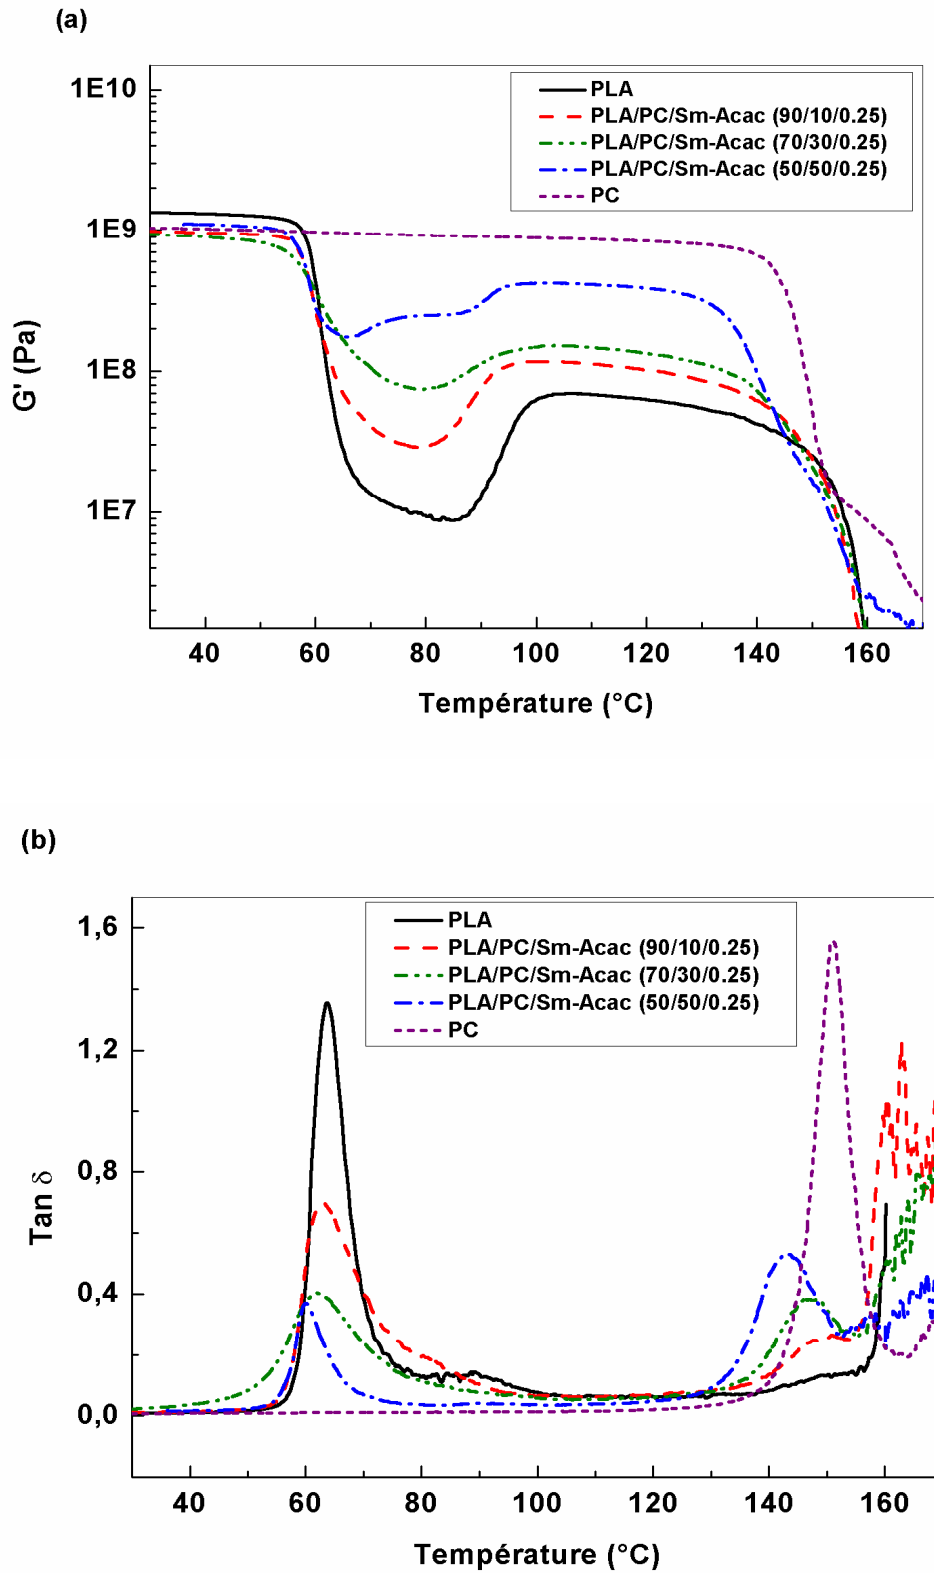 (a)
1E10
1E9
1E8
1E7
G' (Pa)
PLA
PLA/PC/Sm-Acac (90/10/0.25)
PLA/PC/Sm-Acac (70/30/0.25)
PLA/PC/Sm-Acac (50/50/0.25)
PC
40 60 80 100 120 140 160
Température (°C)
(b)
1,6
1,2
0,8
0,4
0,0
Tan δ
PLA
PLA/PC/Sm-Acac (90/10/0.25)
PLA/PC/Sm-Acac (70/30/0.25)
PLA/PC/Sm-Acac (50/50/0.25)
PC
40 60 80 100 120 140 160
Température (°C)